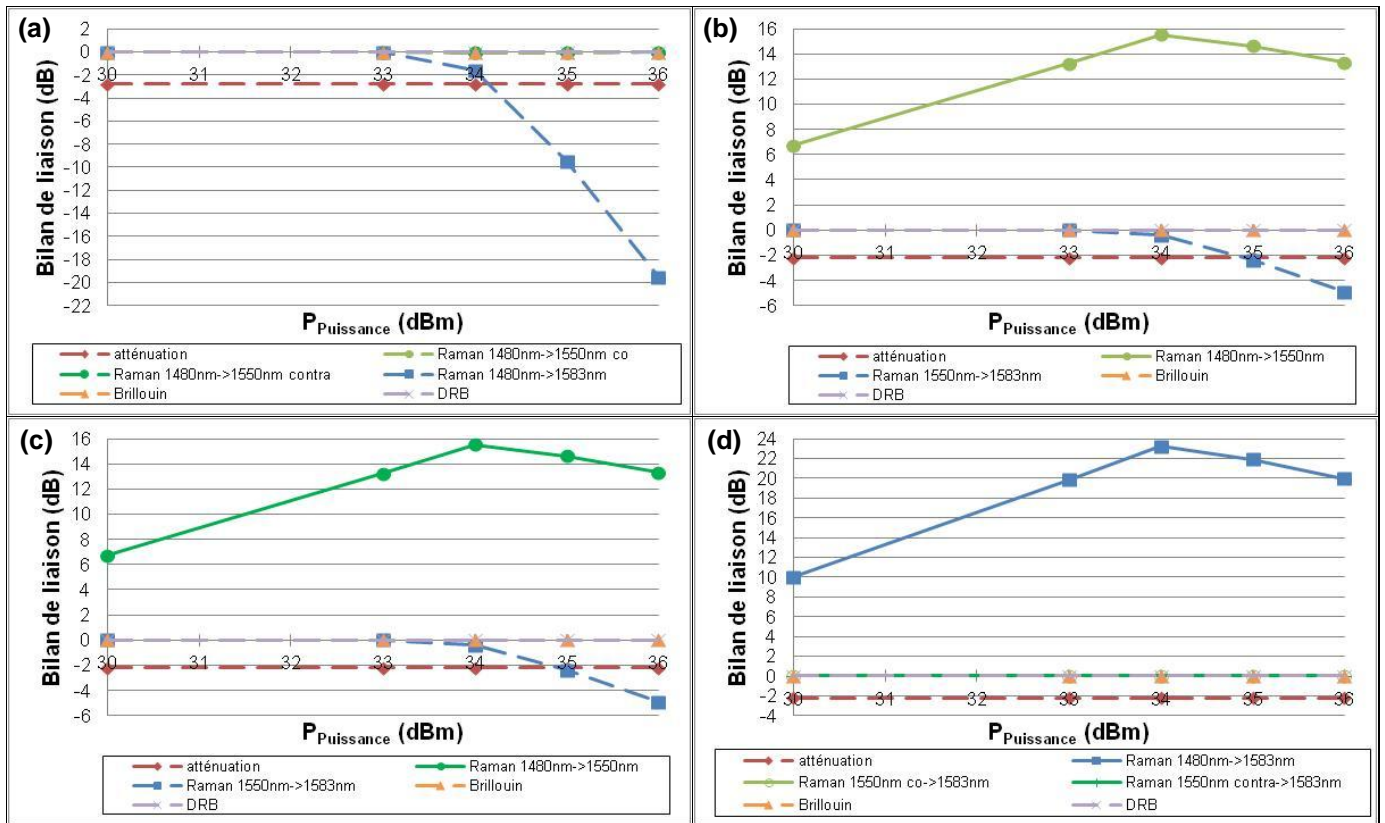 (a)
2
0
-2
-4
-6
-8
-10
-12
-14
-16
-18
-20
-22
30 31 32 33 34 35 36
Bilan de liaison (dB)
P Puissance (dBm)
atténuation
Raman 1480nm->1550nm co
Raman 1480nm->1550nm contra
Raman 1480nm->1583nm
Brillouin
DRB
(b)
16
14
12
10
8
6
4
2
0
-2
-4
-6
30 31 32 33 34 35 36
Bilan de liaison (dB)
P Puissance (dBm)
atténuation
Raman 1480nm->1550nm
Raman 1550nm->1583nm
Brillouin
DRB
(c)
16
14
12
10
8
6
4
2
0
-2
-4
-6
30 31 32 33 34 35 36
Bilan de liaison (dB)
P Puissance (dBm)
atténuation
Raman 1480nm->1550nm
Raman 1550nm->1583nm
Brillouin
DRB
(d)
24
22
20
18
16
14
12
10
8
6
4
2
0
-2
-4
30 31 32 33 34 35 36
Bilan de liaison (dB)
P Puissance (dBm)
atténuation
Raman 1480nm->1583nm
Raman 1550nm co->1583nm
Raman 1550nm contra->1583nm
Brillouin
DRB